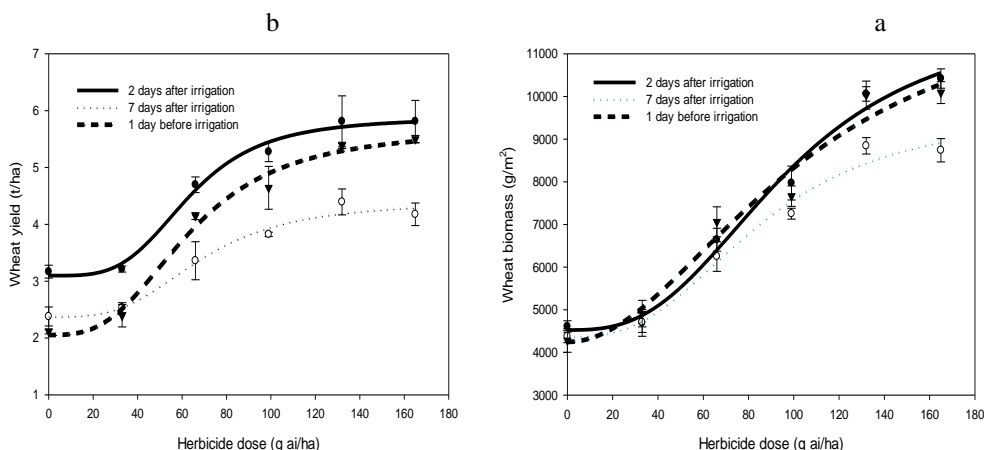 b
7
6
5
4
3
2
1
Wheat yield (t/ha)
2 days after irrigation
7 days after irrigation
1 day before irrigation
0 20 40 60 80 100 120 140 160 180
Herbicide dose (g ai/ha)
a
11000
10000
9000
8000
7000
6000
5000
4000
3000
Wheat biomass (g/m²)
2 days after irrigation
7 days after irrigation
1 day before irrigation
0 20 40 60 80 100 120 140 160 180
Herbicide dose (g ai/ha)